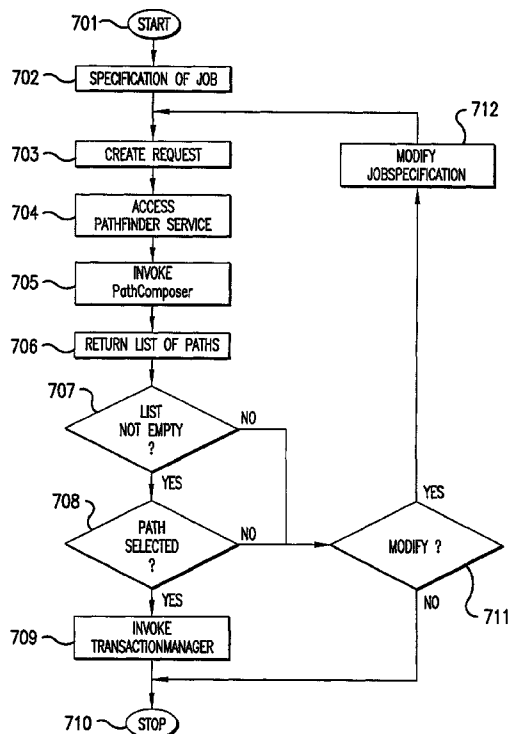 701
START
702
SPECIFICATION OF JOB
712
MODIFY
JOBSPECIFICATION
703
CREATE REQUEST
704
ACCESS
PATHFINDER SERVICE
705
INVOKE
PathComposer
706
RETURN LIST OF PATHS
707
LIST
NOT EMPTY
?
NO
YES
708
PATH
SELECTED
?
NO
YES
MODIFY ?
YES
NO
711
709
INVOKE
TRANSACTIONMANAGER
710
STOP